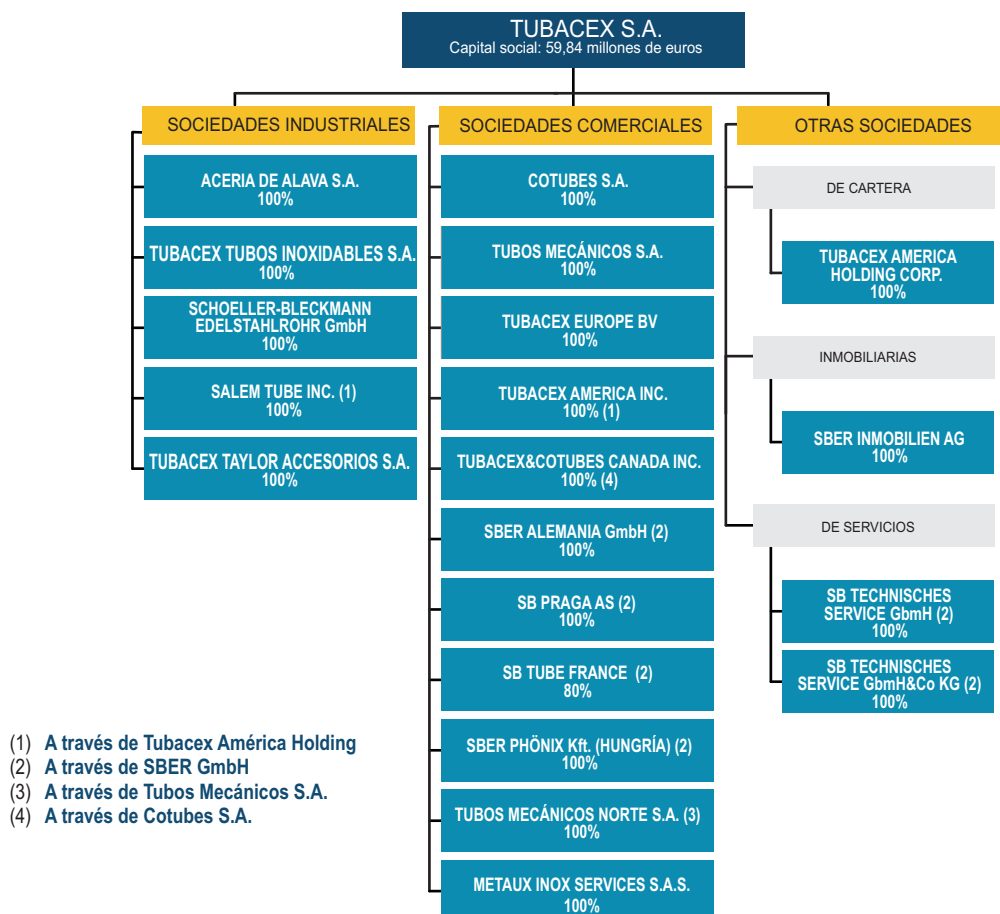 TUBACEX S.A.
Capital social: 59,84 millones de euros
SOCIEDADES INDUSTRIALES
ACERIA DE ALAVA S.A.
100%
TUBACEX TUBOS INOXIDABLES S.A.
100%
SCHOELLER-BLECKMANN
EDELSTAHLROHR GmbH
100%
SALEM TUBE INC. (1)
100%
TUBACEX TAYLOR ACCESORIOS S.A.
100%
SOCIEDADES COMERCIALES
COTUBES S.A.
100%
TUBOS MECÁNICOS S.A.
100%
TUBACEX EUROPE BV
100%
TUBACEX AMERICA INC.
100% (1)
TUBACEX&COTUBES CANADA INC.
100% (4)
SBER ALEMANIA GmbH (2)
100%
SB PRAGA AS (2)
100%
SB TUBE FRANCE (2)
80%
SBER PHÖNIX Kft. (HUNGRÍA) (2)
100%
TUBOS MECÁNICOS NORTE S.A. (3)
100%
METAUX INOX SERVICES S.A.S.
100%
OTRAS SOCIEDADES
DE CARTERA
TUBACEX AMERICA
HOLDING CORP.
100%
INMOBILIARIAS
SBER INMOBILIEN AG
100%
DE SERVICIOS
SB TECHNISCHES
SERVICE GbmH (2)
100%
SB TECHNISCHES
SERVICE GbmH&Co KG (2)
100%
(1) A través de Tubacex América Holding
(2) A través de SBER GmbH
(3) A través de Tubos Mecánicos S.A.
(4) A través de Cotubes S.A.